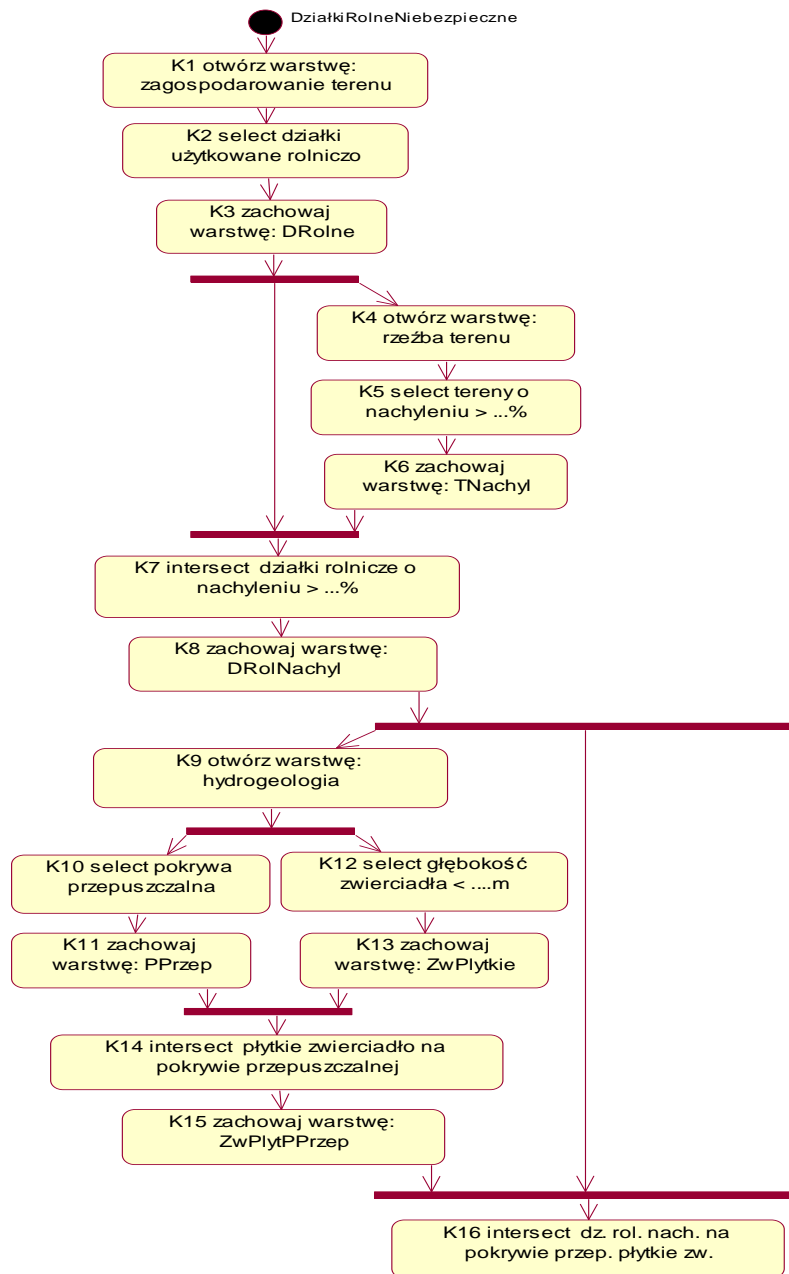 DziałkiRolneNiebezpieczne
K1 otwórz warstwę:
zagospodarowanie terenu
K2 select działki
użytkowane rolniczo
K3 zachowaj
warstwę: DRolne
K4 otwórz warstwę:
rzeźba terenu
K5 select tereny o
nachyleniu > ...%
K6 zachowaj
warstwę: TNachyl
K7 intersect działki rolnicze o
nachyleniu > ...%
K8 zachowaj warstwę:
DRolNachyl
K9 otwórz warstwę:
hydrogeologia
K10 select pokrywa
przepuszczalna
K12 select głębokość
zwierciadła < ....m
K11 zachowaj
warstwę: PPrzep
K13 zachowaj
warstwę: ZwPlytkie
K14 intersect płytkie zwierciadło na
pokrywie przepuszczalnej
K15 zachowaj warstwę:
ZwPlytPPrzep
K16 intersect dz. rol. nach. na
pokrywie przep. płytkie zw.